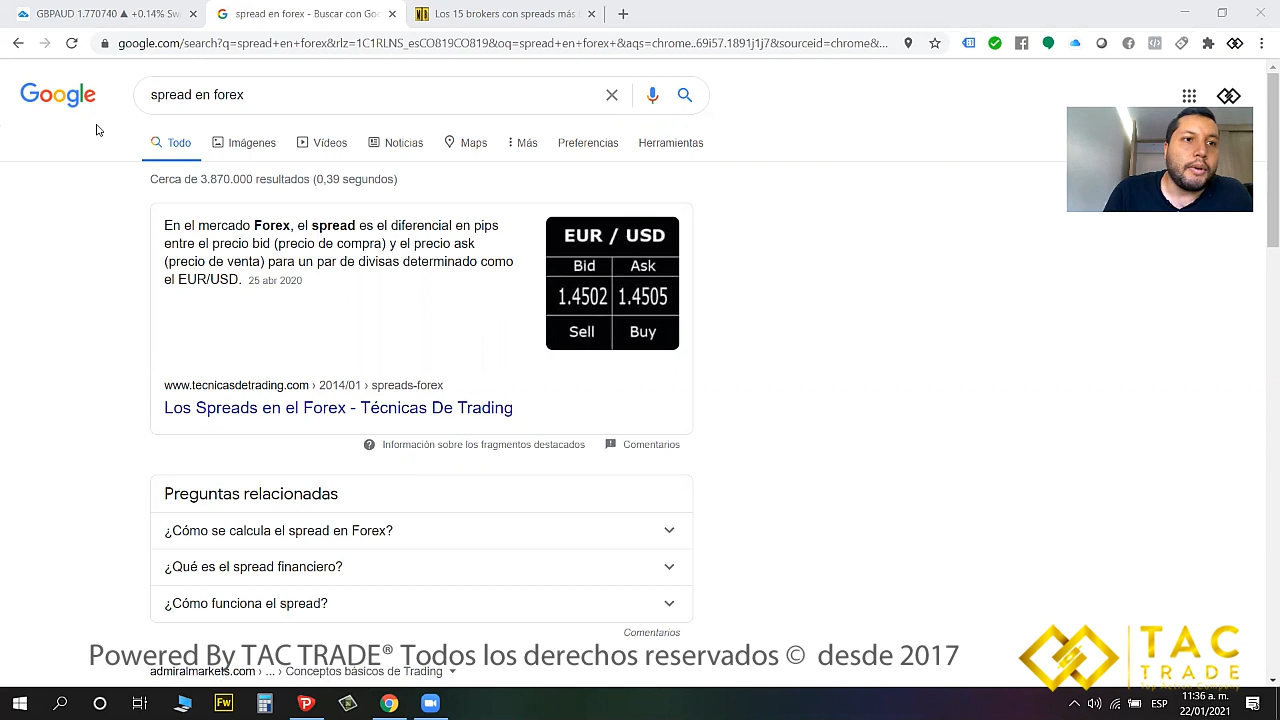 GBPAUD 1.770740 ▲ +0.14% Sw
spread en forex - Buscar con Goo
Los 15 brokers con spreads más
google.com/search?q=spread+en+forex&rlz=1C1RLNS_esCO819CO819&oq=spread+en+forex+&aqs=chrome..69i57.1891j1j7&sourceid=chrome&...
Google
spread en forex
Todo
Imágenes
Vídeos
Noticias
Maps
Más
Preferencias
Herramientas
Cerca de 3.870.000 resultados (0,39 segundos)
En el mercado Forex, el spread es el diferencial en pips
entre el precio bid (precio de compra) y el precio ask
(precio de venta) para un par de divisas determinado como
el EUR/USD. 25 abr 2020
EUR / USD
Bid Ask
1.4502 1.4505
Sell Buy
www.tecnicasdetrading.com › 2014/01 › spreads-forex
Los Spreads en el Forex - Técnicas De Trading
Información sobre los fragmentos destacados
Comentarios
Preguntas relacionadas
¿Cómo se calcula el spread en Forex?
¿Qué es el spread financiero?
¿Cómo funciona el spread?
Comentarios
Powered By TAC TRADE® Todos los derechos reservados © desde 2017
admiralmarkets.com › ... › Conceptos básicos de Trading
TAC
TRADE
Top Action Company
Fw
ESP
11:36 a. m.
22/01/2021